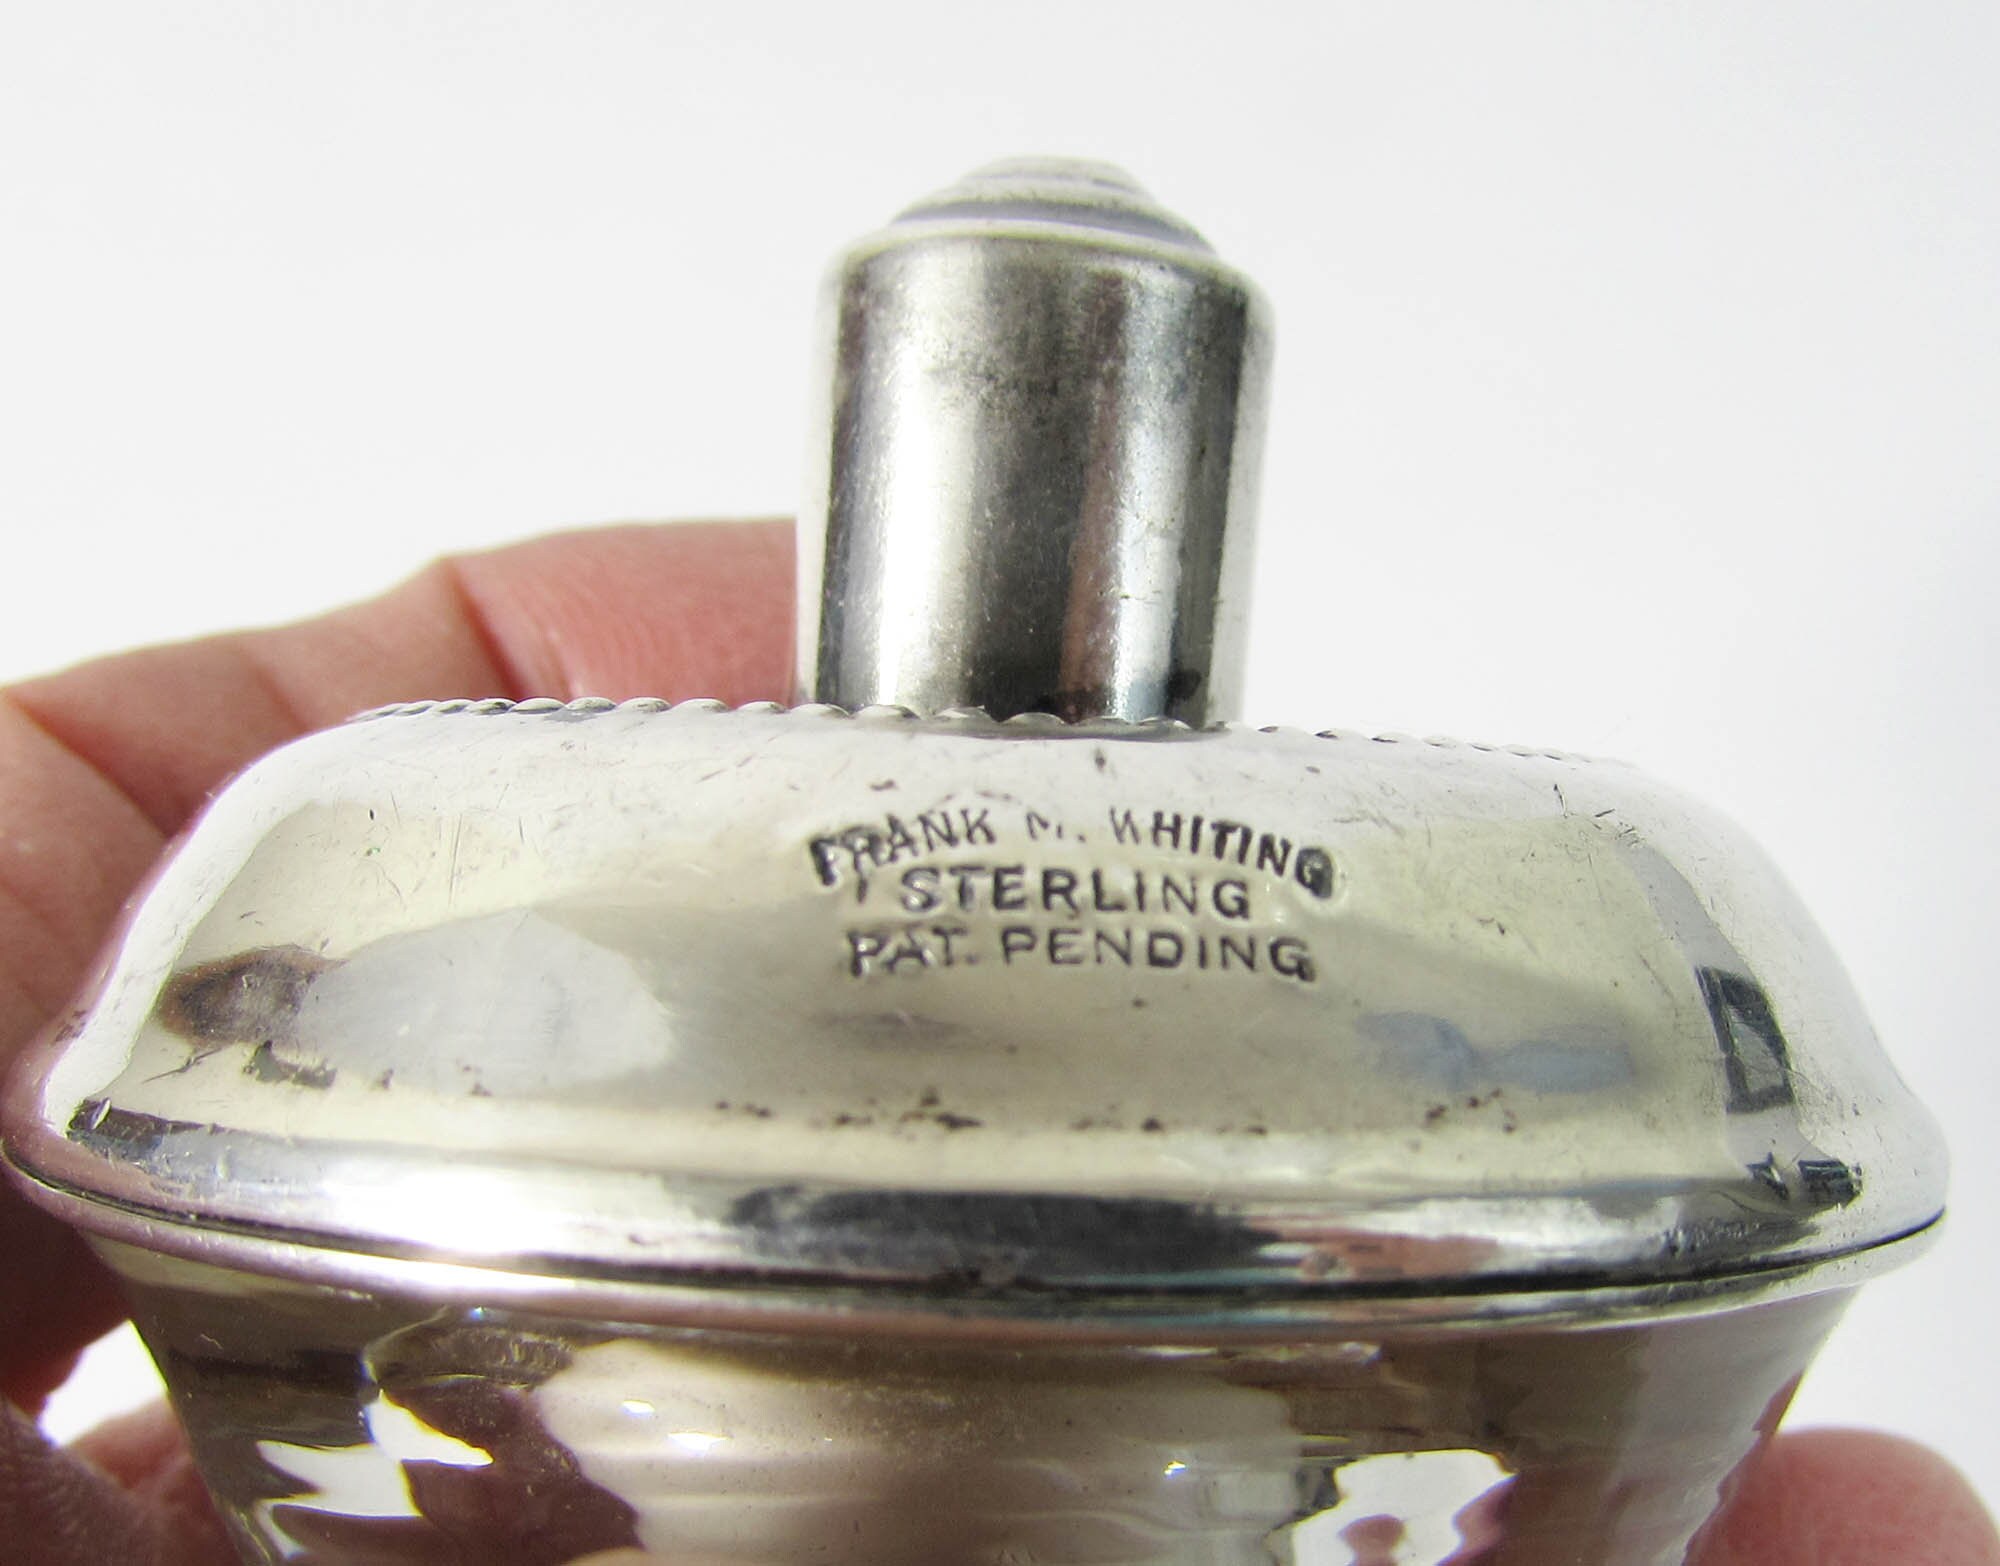 FRANK M. WHITING
STERLING
PAT. PENDING